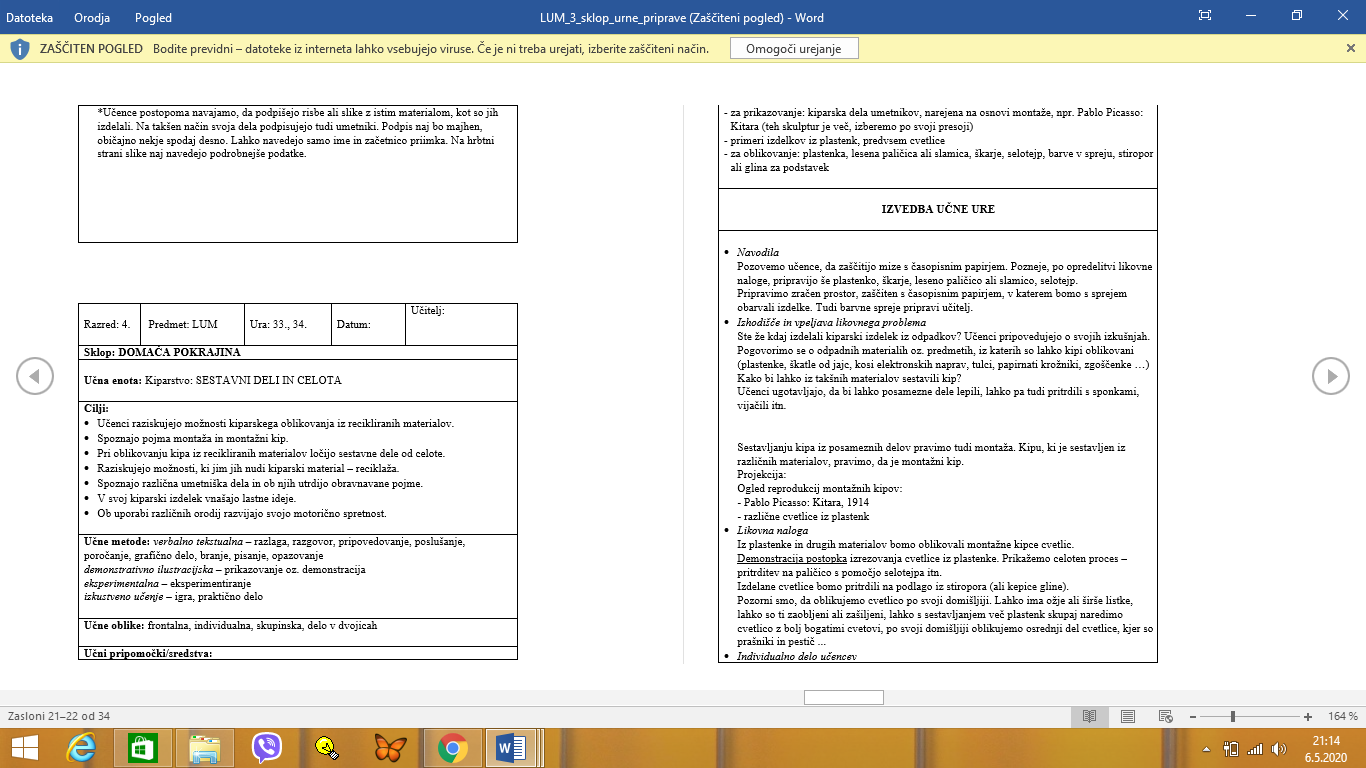 Datoteka Orodja Pogled
LUM_3_sklop_urne_priprave (Zaščiteni pogled) - Word
ZAŠČITEN POGLED Bodite previdni – datoteke iz interneta lahko vsebujejo viruse. Če je ni treba urejati, izberite zaščiteni način. Omogoči urejanje
*Učence postopoma navajamo, da podpišejo risbe ali slike z istim materialom, kot so jih
izdelali. Na takšen način svoja dela podpisujejo tudi umetniki. Podpis naj bo majhen,
običajno nekje spodaj desno. Lahko navedejo samo ime in začetnico priimka. Na hrbtni
strani slike naj navedejo podrobnejše podatke.
Razred: 4. Predmet: LUM Ura: 33., 34. Datum: Učitelj:
Sklop: DOMAČA POKRAJINA
Učna enota: Kiparstvo: SESTAVNI DELI IN CELOTA
Cilji:
• Učenci raziskujejo možnosti kiparskega oblikovanja iz recikliranih materialov.
• Spoznajo pojma montaža in montažni kip.
• Pri oblikovanju kipa iz recikliranih materialov ločijo sestavne dele od celote.
• Raziskujejo možnosti, ki jim jih nudi kiparski material – reciklaža.
• Spoznajo različna umetniška dela in ob njih utrdijo obravnavane pojme.
• V svoj kiparski izdelek vnašajo lastne ideje.
• Ob uporabi različnih orodij razvijajo svojo motorično spretnost.
Učne metode: verbalno tekstualna – razlaga, razgovor, pripovedovanje, poslušanje,
poročanje, grafično delo, branje, pisanje, opazovanje
demonstrativno ilustracijska – prikazovanje oz. demonstracija
eksperimentalna – eksperimentiranje
izkustveno učenje – igra, praktično delo
Učne oblike: frontalna, individualna, skupinska, delo v dvojicah
Učni pripomočki/sredstva:
- za prikazovanje: kiparska dela umetnikov, narejena na osnovi montaže, npr. Pablo Picasso:
Kitara (teh skulptur je več, izberemo po svoji presoji)
- primeri izdelkov iz plastenk, predvsem cvetlice
- za oblikovanje: plastenka, lesena paličica ali slamica, škarje, selotejp, barve v spreju, stiropor
ali glina za podstavek
IZVEDBA UČNE URE
• Navodila
Pozovemo učence, da zaščitijo mize s časopisnim papirjem. Pozneje, po opredelitvi likovne
naloge, pripravijo še plastenko, škarje, leseno paličico ali slamico, selotejp.
Pripravimo zračen prostor, zaščiten s časopisnim papirjem, v katerem bomo s sprejem
obarvali izdelke. Tudi barvne spreje pripravi učitelj.
• Izhodišče in vpeljava likovnega problema
Ste že kdaj izdelali kiparski izdelek iz odpadkov? Učenci pripovedujejo o svojih izkušnjah.
Pogovorimo se o odpadnih materialih oz. predmetih, iz katerih so lahko kipi oblikovani
(plastenke, škatle od jajc, kosi elektronskih naprav, tulci, papirnati krožniki, zgoščenke …)
Kako bi lahko iz takšnih materialov sestavili kip?
Učenci ugotavljajo, da bi lahko posamezne dele lepili, lahko pa tudi pritrdili s sponkami,
vijačili itn.
Sestavljanju kipa iz posameznih delov pravimo tudi montaža. Kipu, ki je sestavljen iz
različnih materialov, pravimo, da je montažni kip.
Projekcija:
Ogled reprodukcij montažnih kipov:
- Pablo Picasso: Kitara, 1914
- različne cvetlice iz plastenk
• Likovna naloga
Iz plastenke in drugih materialov bomo oblikovali montažne kipce cvetlic.
Demonstracija postopka izrezovanja cvetlice iz plastenke. Prikažemo celoten proces –
pritrditev na paličico s pomočjo selotejpa itn.
Izdelane cvetlice bomo pritrdili na podlago iz stiropora (ali kepice gline).
Pozorni smo, da oblikujemo cvetlico po svoji domišljiji. Lahko ima ožje ali širše listke,
lahko so ti zaobljeni ali zašiljeni, lahko s sestavljanjem več plastenk skupaj naredimo
cvetlico z bolj bogatimi cvetovi, po svoji domišljiji oblikujemo osrednji del cvetlice, kjer so
prašniki in pestič ...
• Individualno delo učencev
Zasloni 21–22 od 34
164 %
21:14
6.5.2020